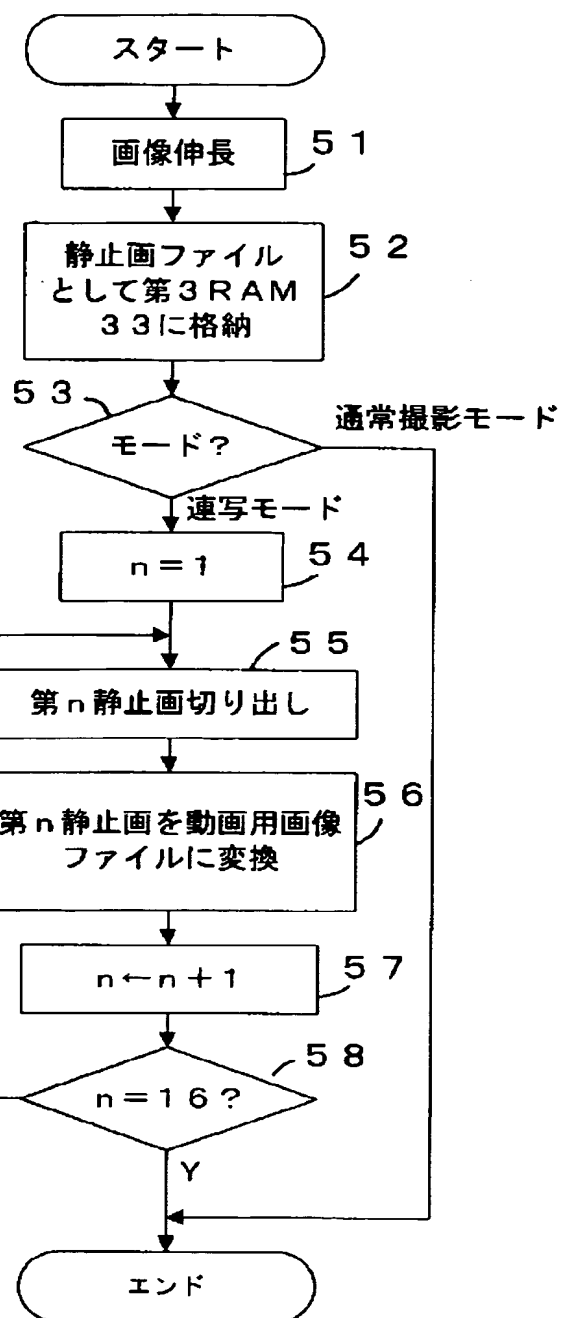 スタート
画像伸長
51
静止画ファイル
として第3RAM
33に格納
52
53
モード?
通常撮影モード
連写モード
n=1
54
55
第n静止画切り出し
第n静止画を動画用画像
ファイルに変換
56
n←n+1
57
58
n=16?
Y
エンド